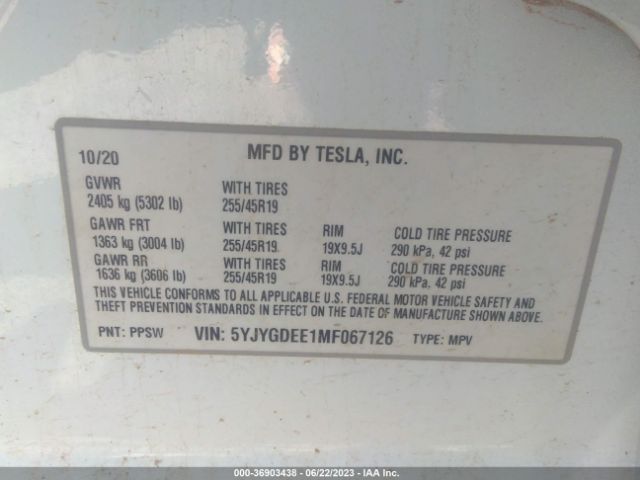 10/20 MFD BY TESLA, INC.
GVWR WITH TIRES
2405 kg (5302 lb) 255/45R19
GAWR FRT WITH TIRES RIM COLD TIRE PRESSURE
1363 kg (3004 lb) 255/45R19 19X9.5J 290 kPa, 42 psi
GAWR RR WITH TIRES RIM COLD TIRE PRESSURE
1636 kg (3606 lb) 255/45R19 19X9.5J 290 kPa, 42 psi
THIS VEHICLE CONFORMS TO ALL APPLICABLE U.S. FEDERAL MOTOR VEHICLE SAFETY AND
THEFT PREVENTION STANDARDS IN EFFECT ON THE DATE OF MANUFACTURE SHOWN ABOVE.
PNT: PPSW VIN: 5YJYGDEE1MF067126 TYPE: MPV
000-36903438 - 06/22/2023 - IAA Inc.